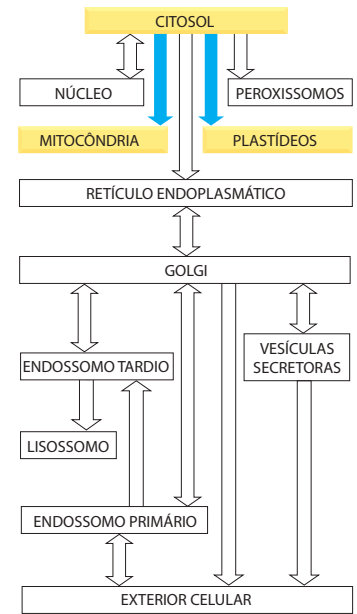 CITOSOL
NÚCLEO
PEROXISSOMOS
MITOCÔNDRIA
PLASTÍDEOS
RETÍCULO ENDOPLASMÁTICO
GOLGI
ENDOSSOMO TARDIO
VESÍCULAS
SECRETORAS
LISOSSOMO
ENDOSSOMO PRIMÁRIO
EXTERIOR CELULAR